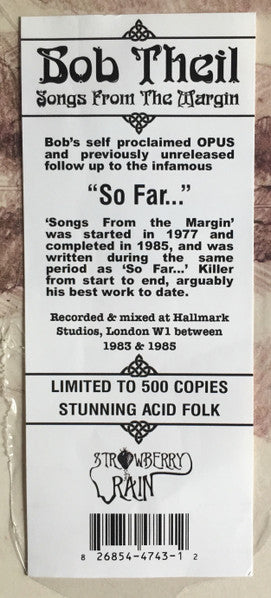 Bob Theil
Songs From The Margin
Bob's self proclaimed OPUS
and previously unreleased
follow up to the infamous
"So Far..."
'Songs From the Margin'
was started in 1977 and
completed in 1985, and was
written during the same
period as 'So Far...' Killer
from start to end, arguably
his best work to date.
Recorded & mixed at Hallmark
Studios, London W1 between
1983 & 1985
LIMITED TO 500 COPIES
STUNNING ACID FOLK
STRAWBERRY
RAIN
8 26854-4743-1 2